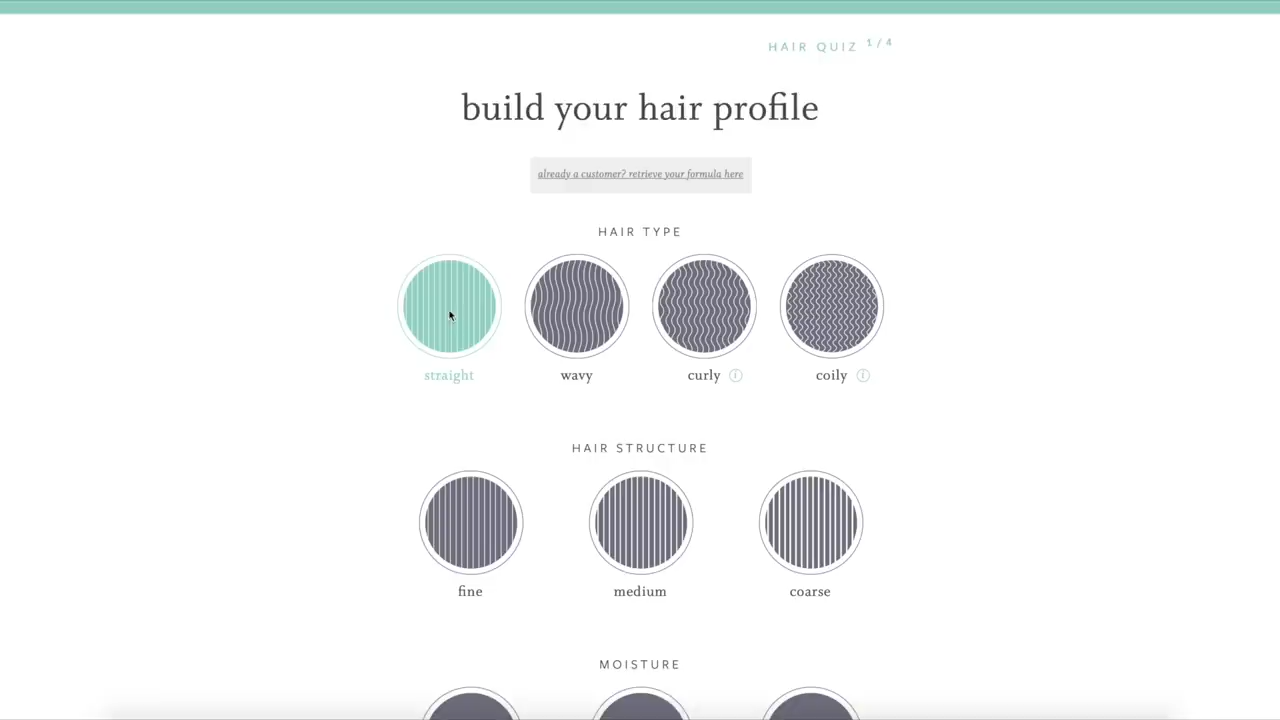 HAIR QUIZ 1/4
build your hair profile
already a customer? retrieve your formula here
HAIR TYPE
straight wavy curly i coily i
HAIR STRUCTURE
fine medium coarse
MOISTURE